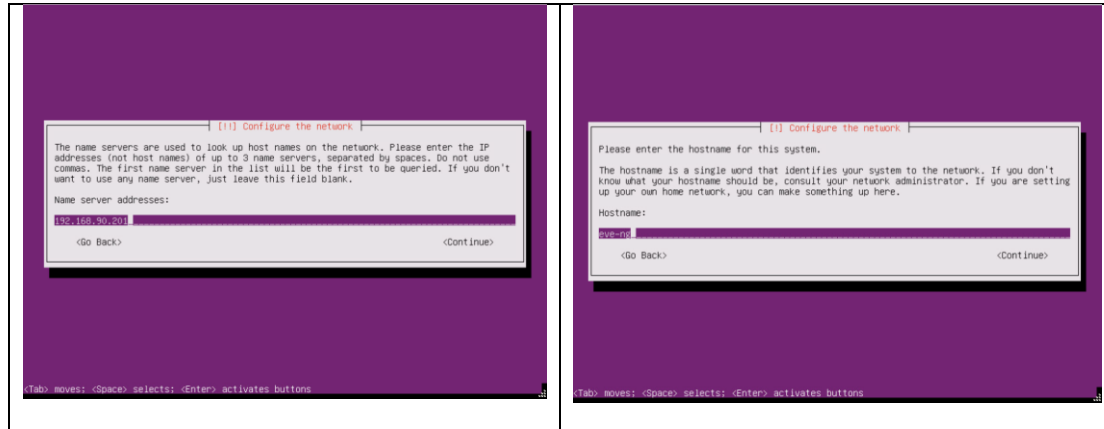 [!!] Configure the network
The name servers are used to look up host names on the network. Please enter the IP
addresses (not host names) of up to 3 name servers, separated by spaces. Do not use
commas. The first name server in the list will be the first to be queried. If you don't
want to use any name server, just leave this field blank.
Name server addresses:
192.168.90.201
<Go Back> <Continue>
<Tab> moves; <Space> selects; <Enter> activates buttons
[!] Configure the network
Please enter the hostname for this system.
The hostname is a single word that identifies your system to the network. If you don't
know what your hostname should be, consult your network administrator. If you are setting
up your own home network, you can make something up here.
Hostname:
eve-ng
<Go Back> <Continue>
<Tab> moves; <Space> selects; <Enter> activates buttons